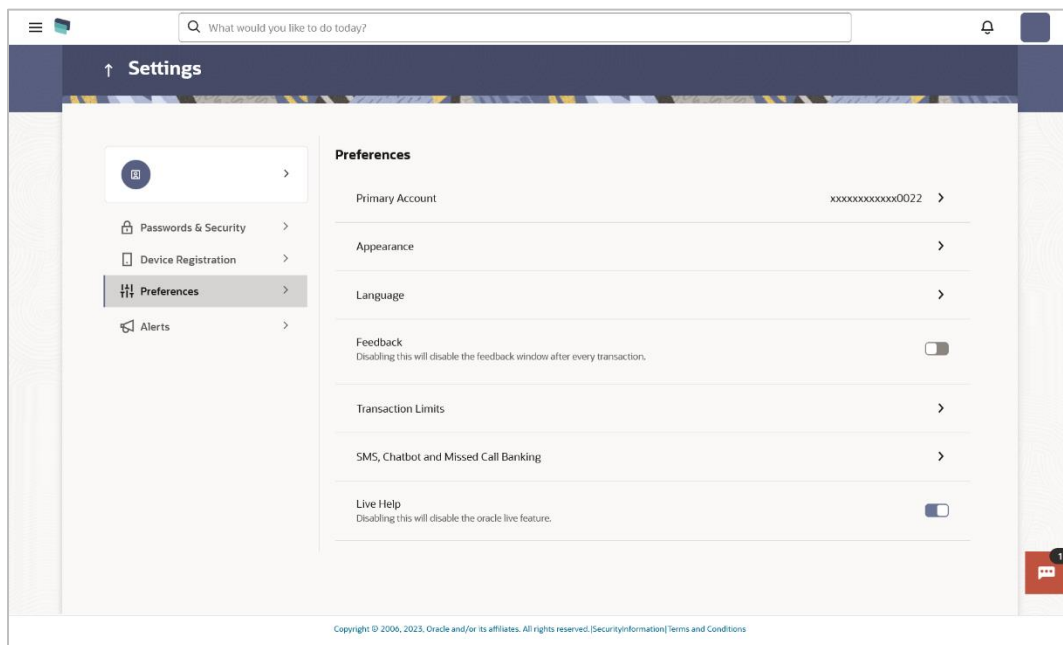 What would you like to do today?
↑ Settings
Passwords & Security
Device Registration
Preferences
Alerts
Preferences
Primary Account xxxxxxxxxxxx0022
Appearance
Language
Feedback
Disabling this will disable the feedback window after every transaction.
Transaction Limits
SMS, Chatbot and Missed Call Banking
Live Help
Disabling this will disable the oracle live feature.
1
Copyright © 2006, 2023, Oracle and/or its affiliates. All rights reserved.|SecurityInformation|Terms and Conditions